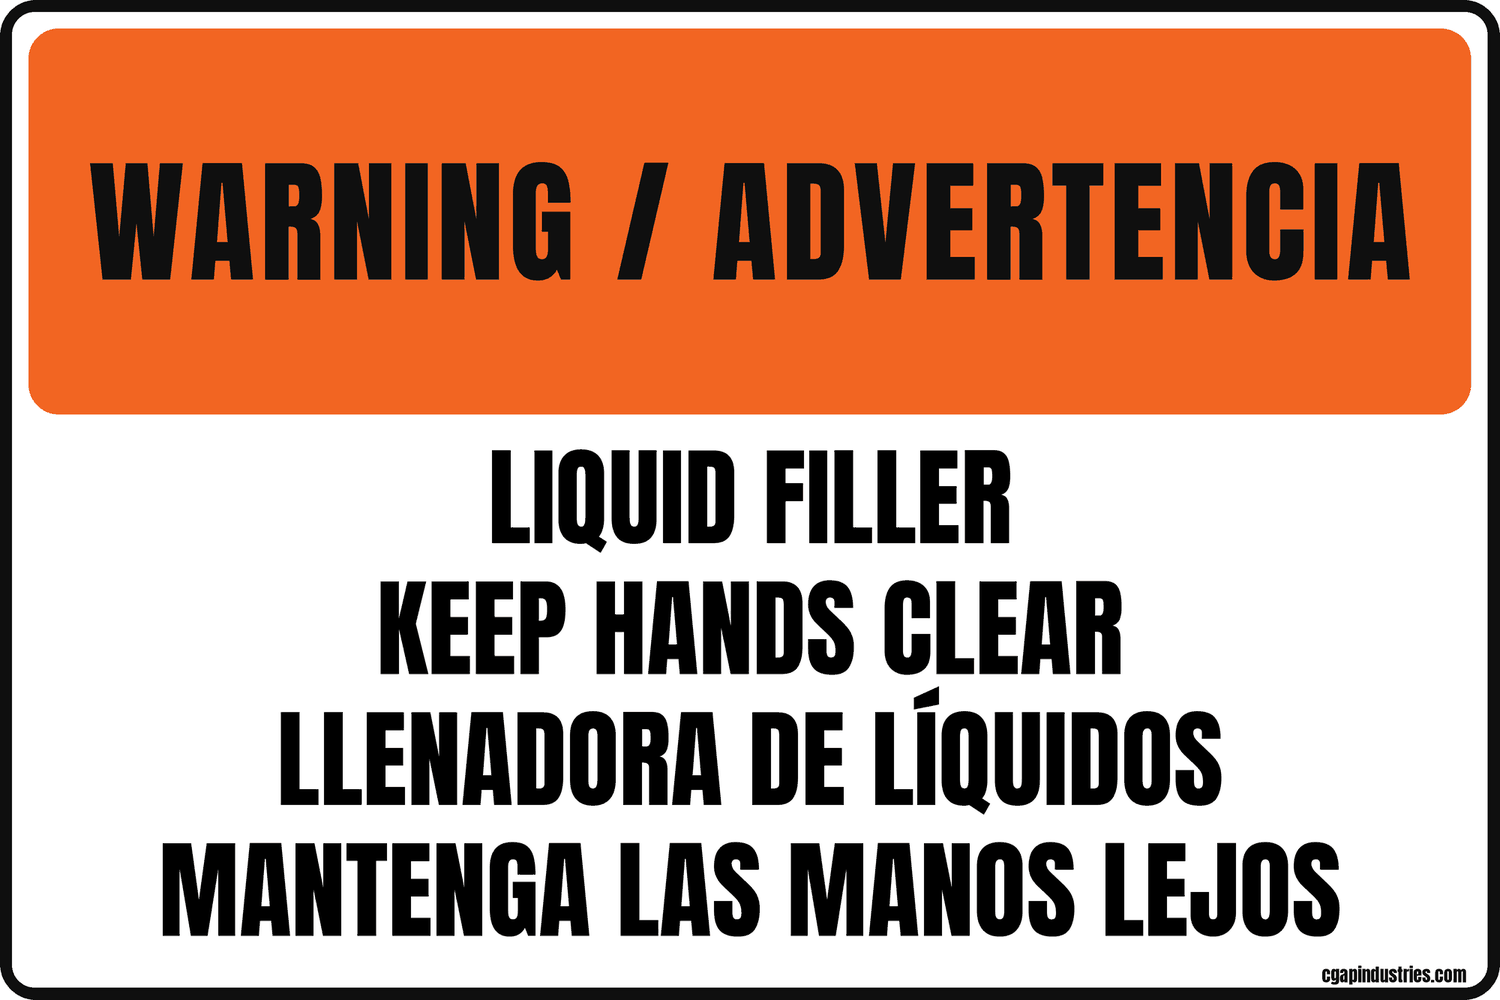 WARNING / ADVERTENCIA
LIQUID FILLER
KEEP HANDS CLEAR
LLENADORA DE LÍQUIDOS
MANTENGA LAS MANOS LEJOS
cgapindustries.com